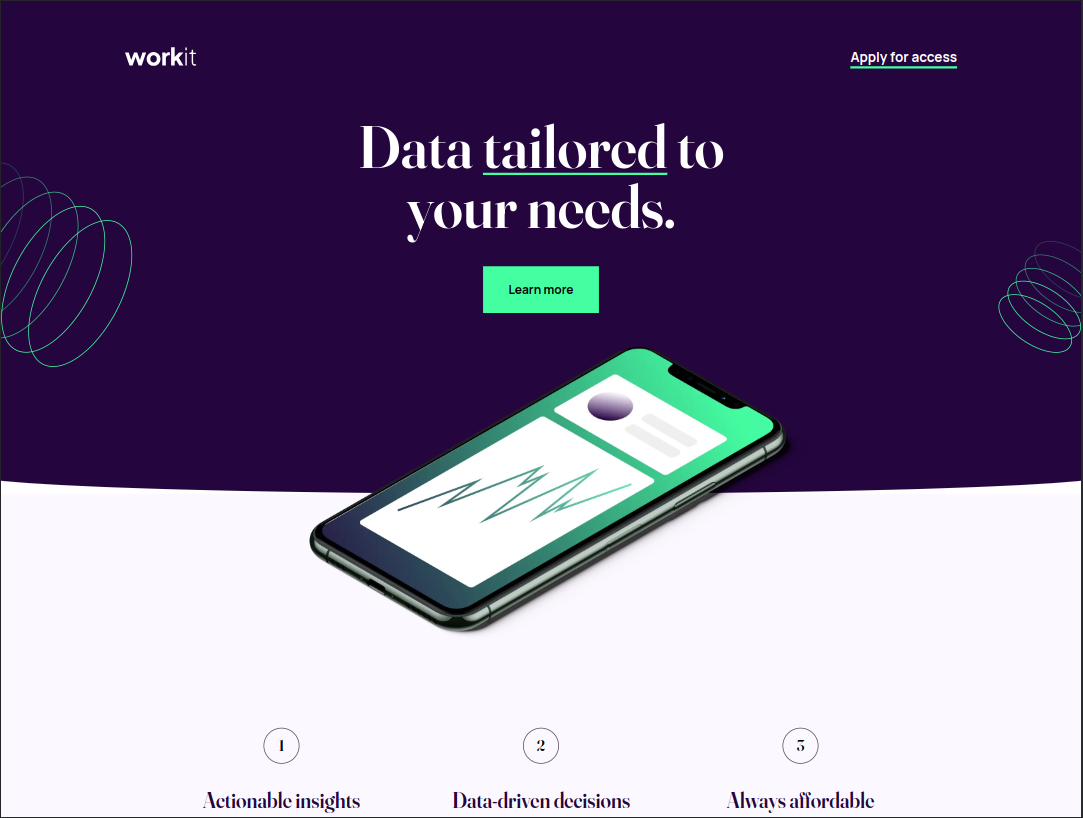 workit
Apply for access
Data tailored to
your needs.
Learn more
1
2
3
Actionable insights
Data-driven decisions
Always affordable